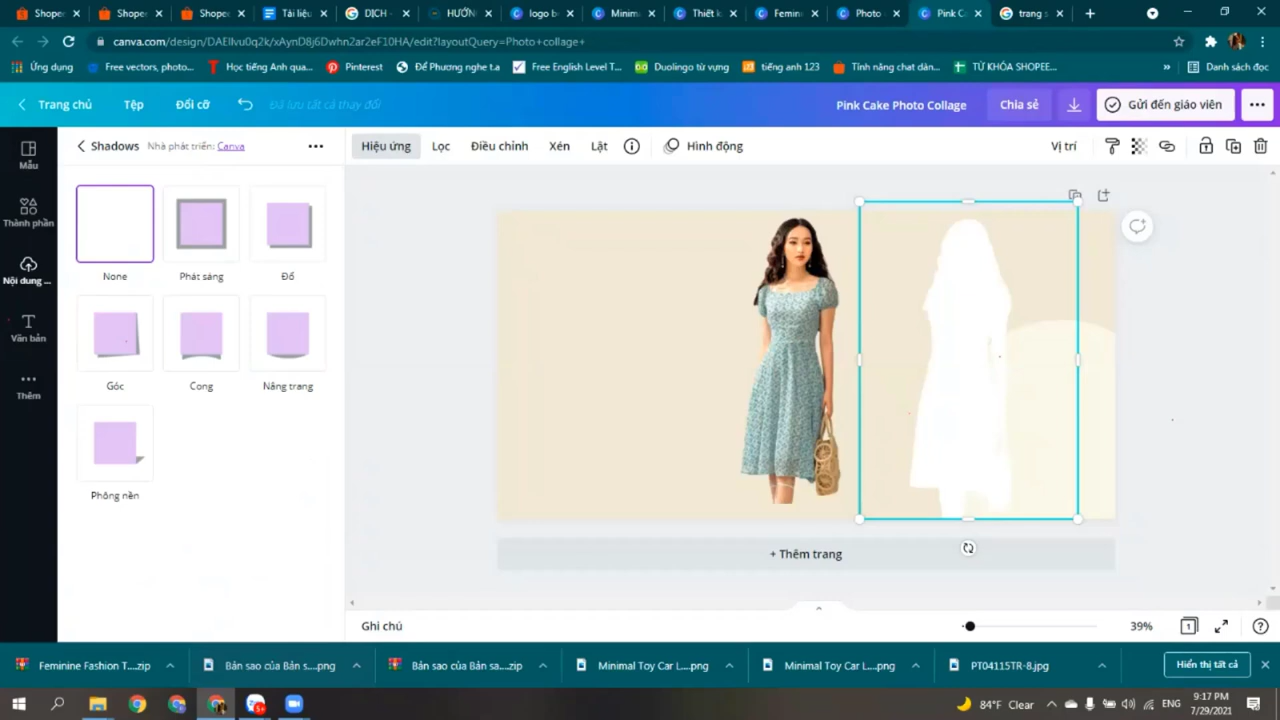 Shopee
Shopee
Shopee
Tài liệu
DỊCH -
HƯỚN
logo b
Minim
Thiết k
Femin
Photo
Pink C
trang s
canva.com/design/DAEllvu0q2k/xAynD8j6Dwhn2ar2eF10HA/edit?layoutQuery=Photo+collage+
Ứng dụng
Free vectors, photo...
Học tiếng Anh qua...
Pinterest
Để Phương nghe t.a
Free English Level T...
Duolingo từ vựng
tiếng anh 123
Tính năng chat dàn...
TỪ KHÓA SHOPEE...
»
Danh sách đọc
Trang chủ
Tệp
Đổi cỡ
Đã lưu tất cả thay đổi
Pink Cake Photo Collage
Chia sẻ
Gửi đến giáo viên
Mẫu
Thành phần
Nội dung ...
Văn bản
Thêm
Shadows
Nhà phát triển: Canva
Hiệu ứng
Lọc
Điều chỉnh
Xén
Lật
Hình động
Vị trí
None
Phát sáng
Đổ
Góc
Cong
Nâng trang
Phông nền
+ Thêm trang
Ghi chú
39%
1
Feminine Fashion T....zip
Bản sao của Bản s....png
Bản sao của Bản sa....zip
Minimal Toy Car L....png
Minimal Toy Car L....png
PT04115TR-8.jpg
Hiển thị tất cả
5+
84°F Clear
ENG
9:17 PM
7/29/2021